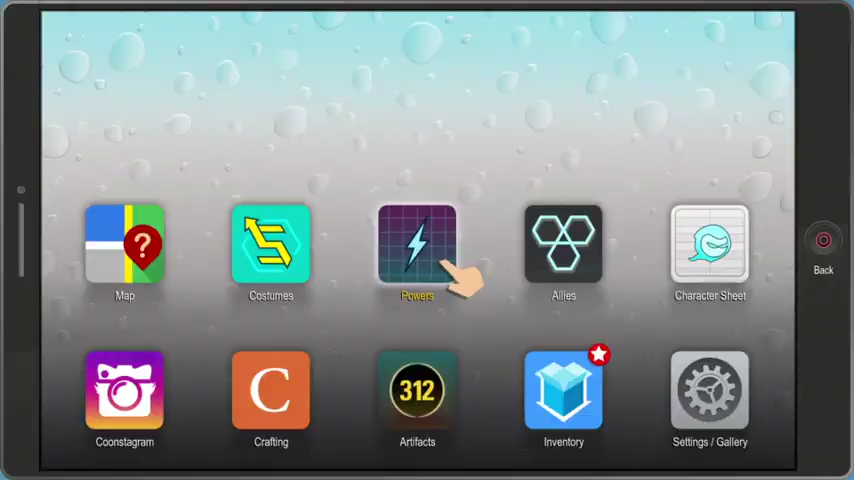 ?
Map
Costumes
Powers
Allies
Character Sheet
Back
C
312
Coonstagram
Crafting
Artifacts
Inventory
Settings / Gallery